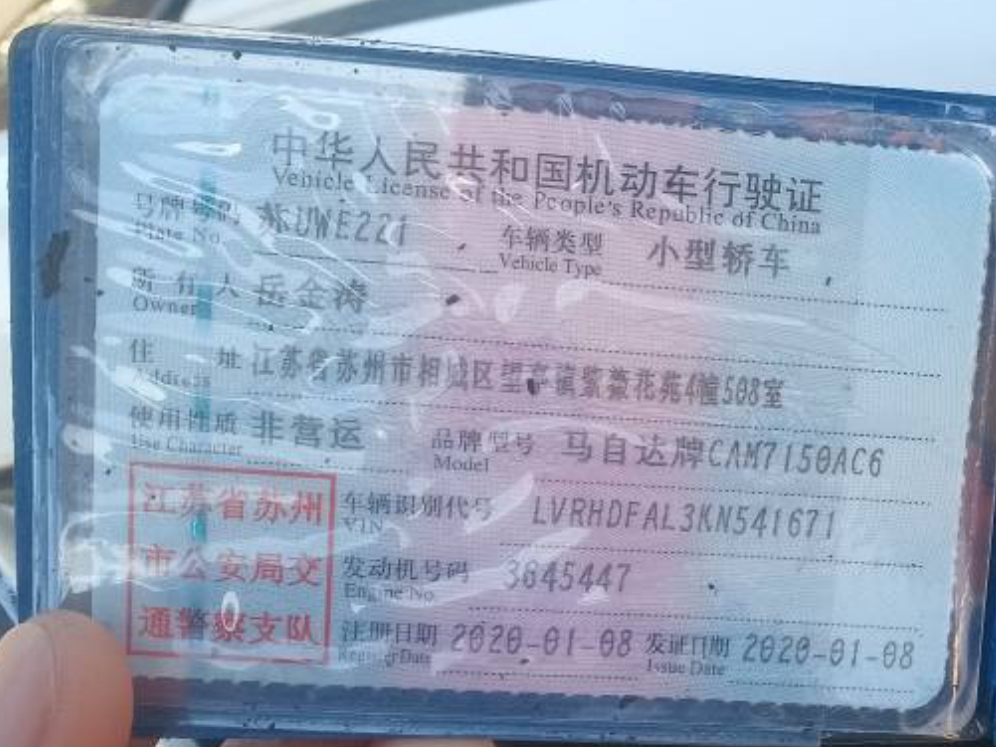 中华人民共和国机动车行驶证
Vehicle License of the People's Republic of China
号牌号码 苏UWE221 车辆类型 小型轿车
Plate No. Vehicle Type
所有人 岳金涛
Owner
住址 江苏省苏州市相城区望亭镇紫薇花苑4幢508室
Address
使用性质 非营运 品牌型号 马自达牌CAM7150AC6
Use Character Model
江苏省苏州
市公安局交
通警察支队
车辆识别代号 LVRHDFAL3KN541671
VIN
发动机号码 3645447
Engine No.
注册日期 2020-01-08 发证日期 2020-01-08
Register Date Issue Date